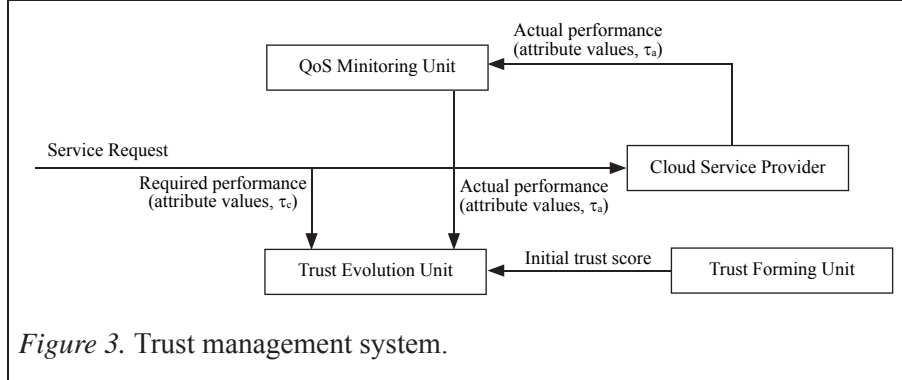 Actual performance
(attribute values, τₐ)
QoS Minitoring Unit
Service Request
Cloud Service Provider
Required performance
(attribute values, τ꜀)
Actual performance
(attribute values, τₐ)
Initial trust score
Trust Evolution Unit
Trust Forming Unit
Figure 3. Trust management system.